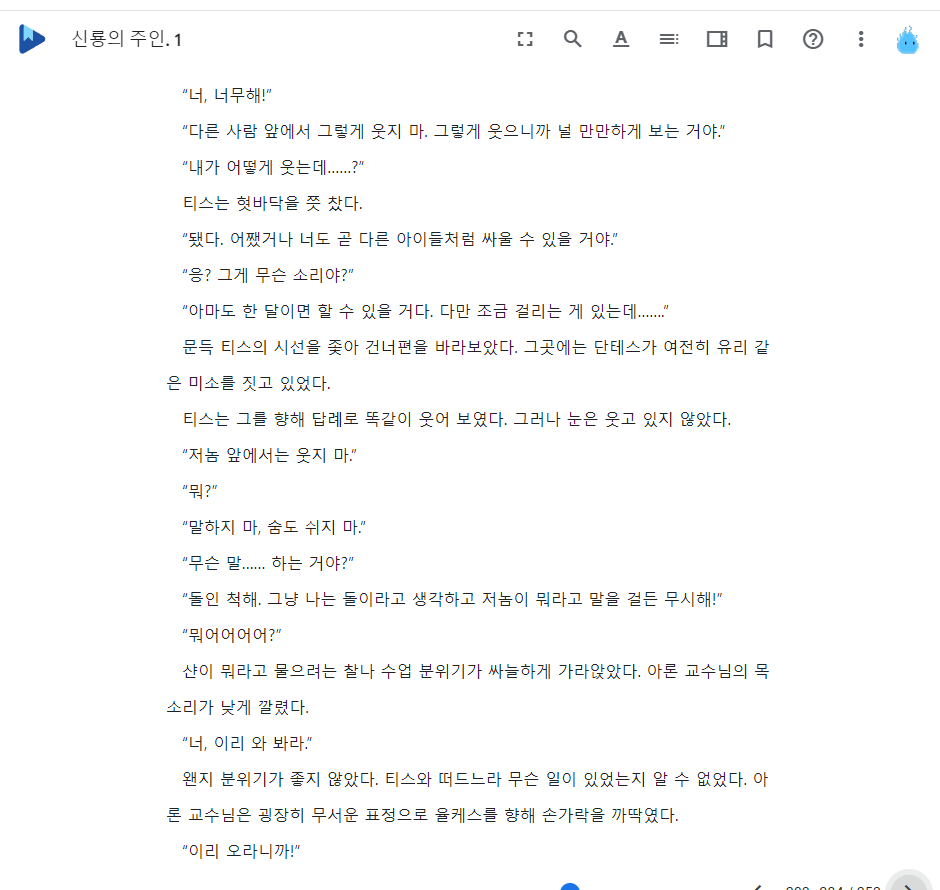 신룡의 주인. 1
“너, 너무해!”
“다른 사람 앞에서 그렇게 웃지 마. 그렇게 웃으니까 널 만만하게 보는 거야.”
“내가 어떻게 웃는데……?”
티스는 혓바닥을 쯧 찼다.
“됐다. 어쨌거나 너도 곧 다른 아이들처럼 싸울 수 있을 거야.”
“응? 그게 무슨 소리야?”
“아마도 한 달이면 할 수 있을 거다. 다만 조금 걸리는 게 있는데…….”
문득 티스의 시선을 좇아 건너편을 바라보았다. 그곳에는 단테스가 여전히 유리 같
은 미소를 짓고 있었다.
티스는 그를 향해 답례로 똑같이 웃어 보였다. 그러나 눈은 웃고 있지 않았다.
“저놈 앞에서는 웃지 마.”
“뭐?”
“말하지 마, 숨도 쉬지 마.”
“무슨 말…… 하는 거야?”
“돌인 척해. 그냥 나는 돌이라고 생각하고 저놈이 뭐라고 말을 걸든 무시해!”
“뭐어어어어?”
샨이 뭐라고 물으려는 찰나 수업 분위기가 싸늘하게 가라앉았다. 아론 교수님의 목
소리가 낮게 깔렸다.
“너, 이리 와 봐라.”
왠지 분위기가 좋지 않았다. 티스와 떠드느라 무슨 일이 있었는지 알 수 없었다. 아
론 교수님은 굉장히 무서운 표정으로 율케스를 향해 손가락을 까딱였다.
“이리 오라니까!”